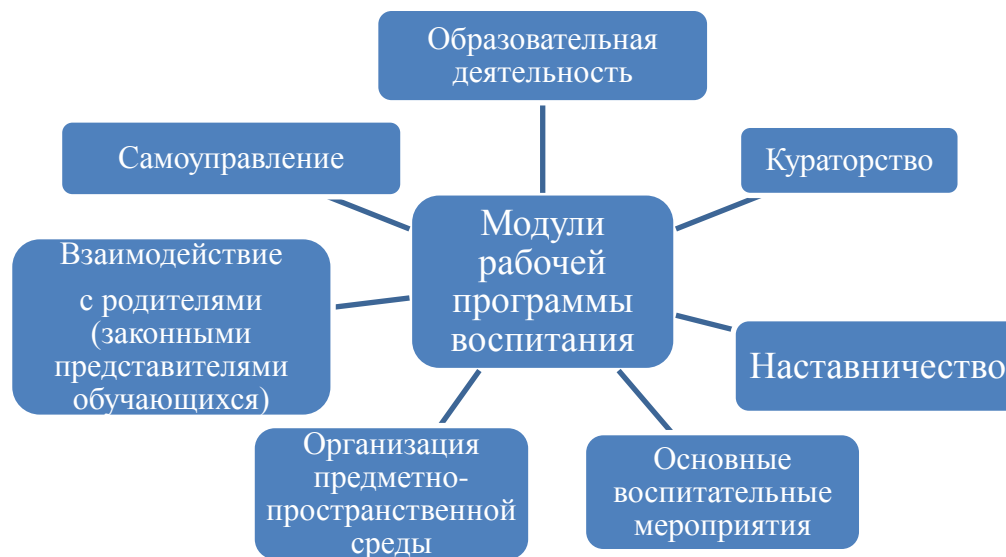 Образовательная
деятельность
Самоуправление
Кураторство
Модули
рабочей
программы
воспитания
Взаимодействие
с родителями
(законными
представителями
обучающихся)
Наставничество
Организация
предметно-
пространственной
среды
Основные
воспитательные
мероприятия